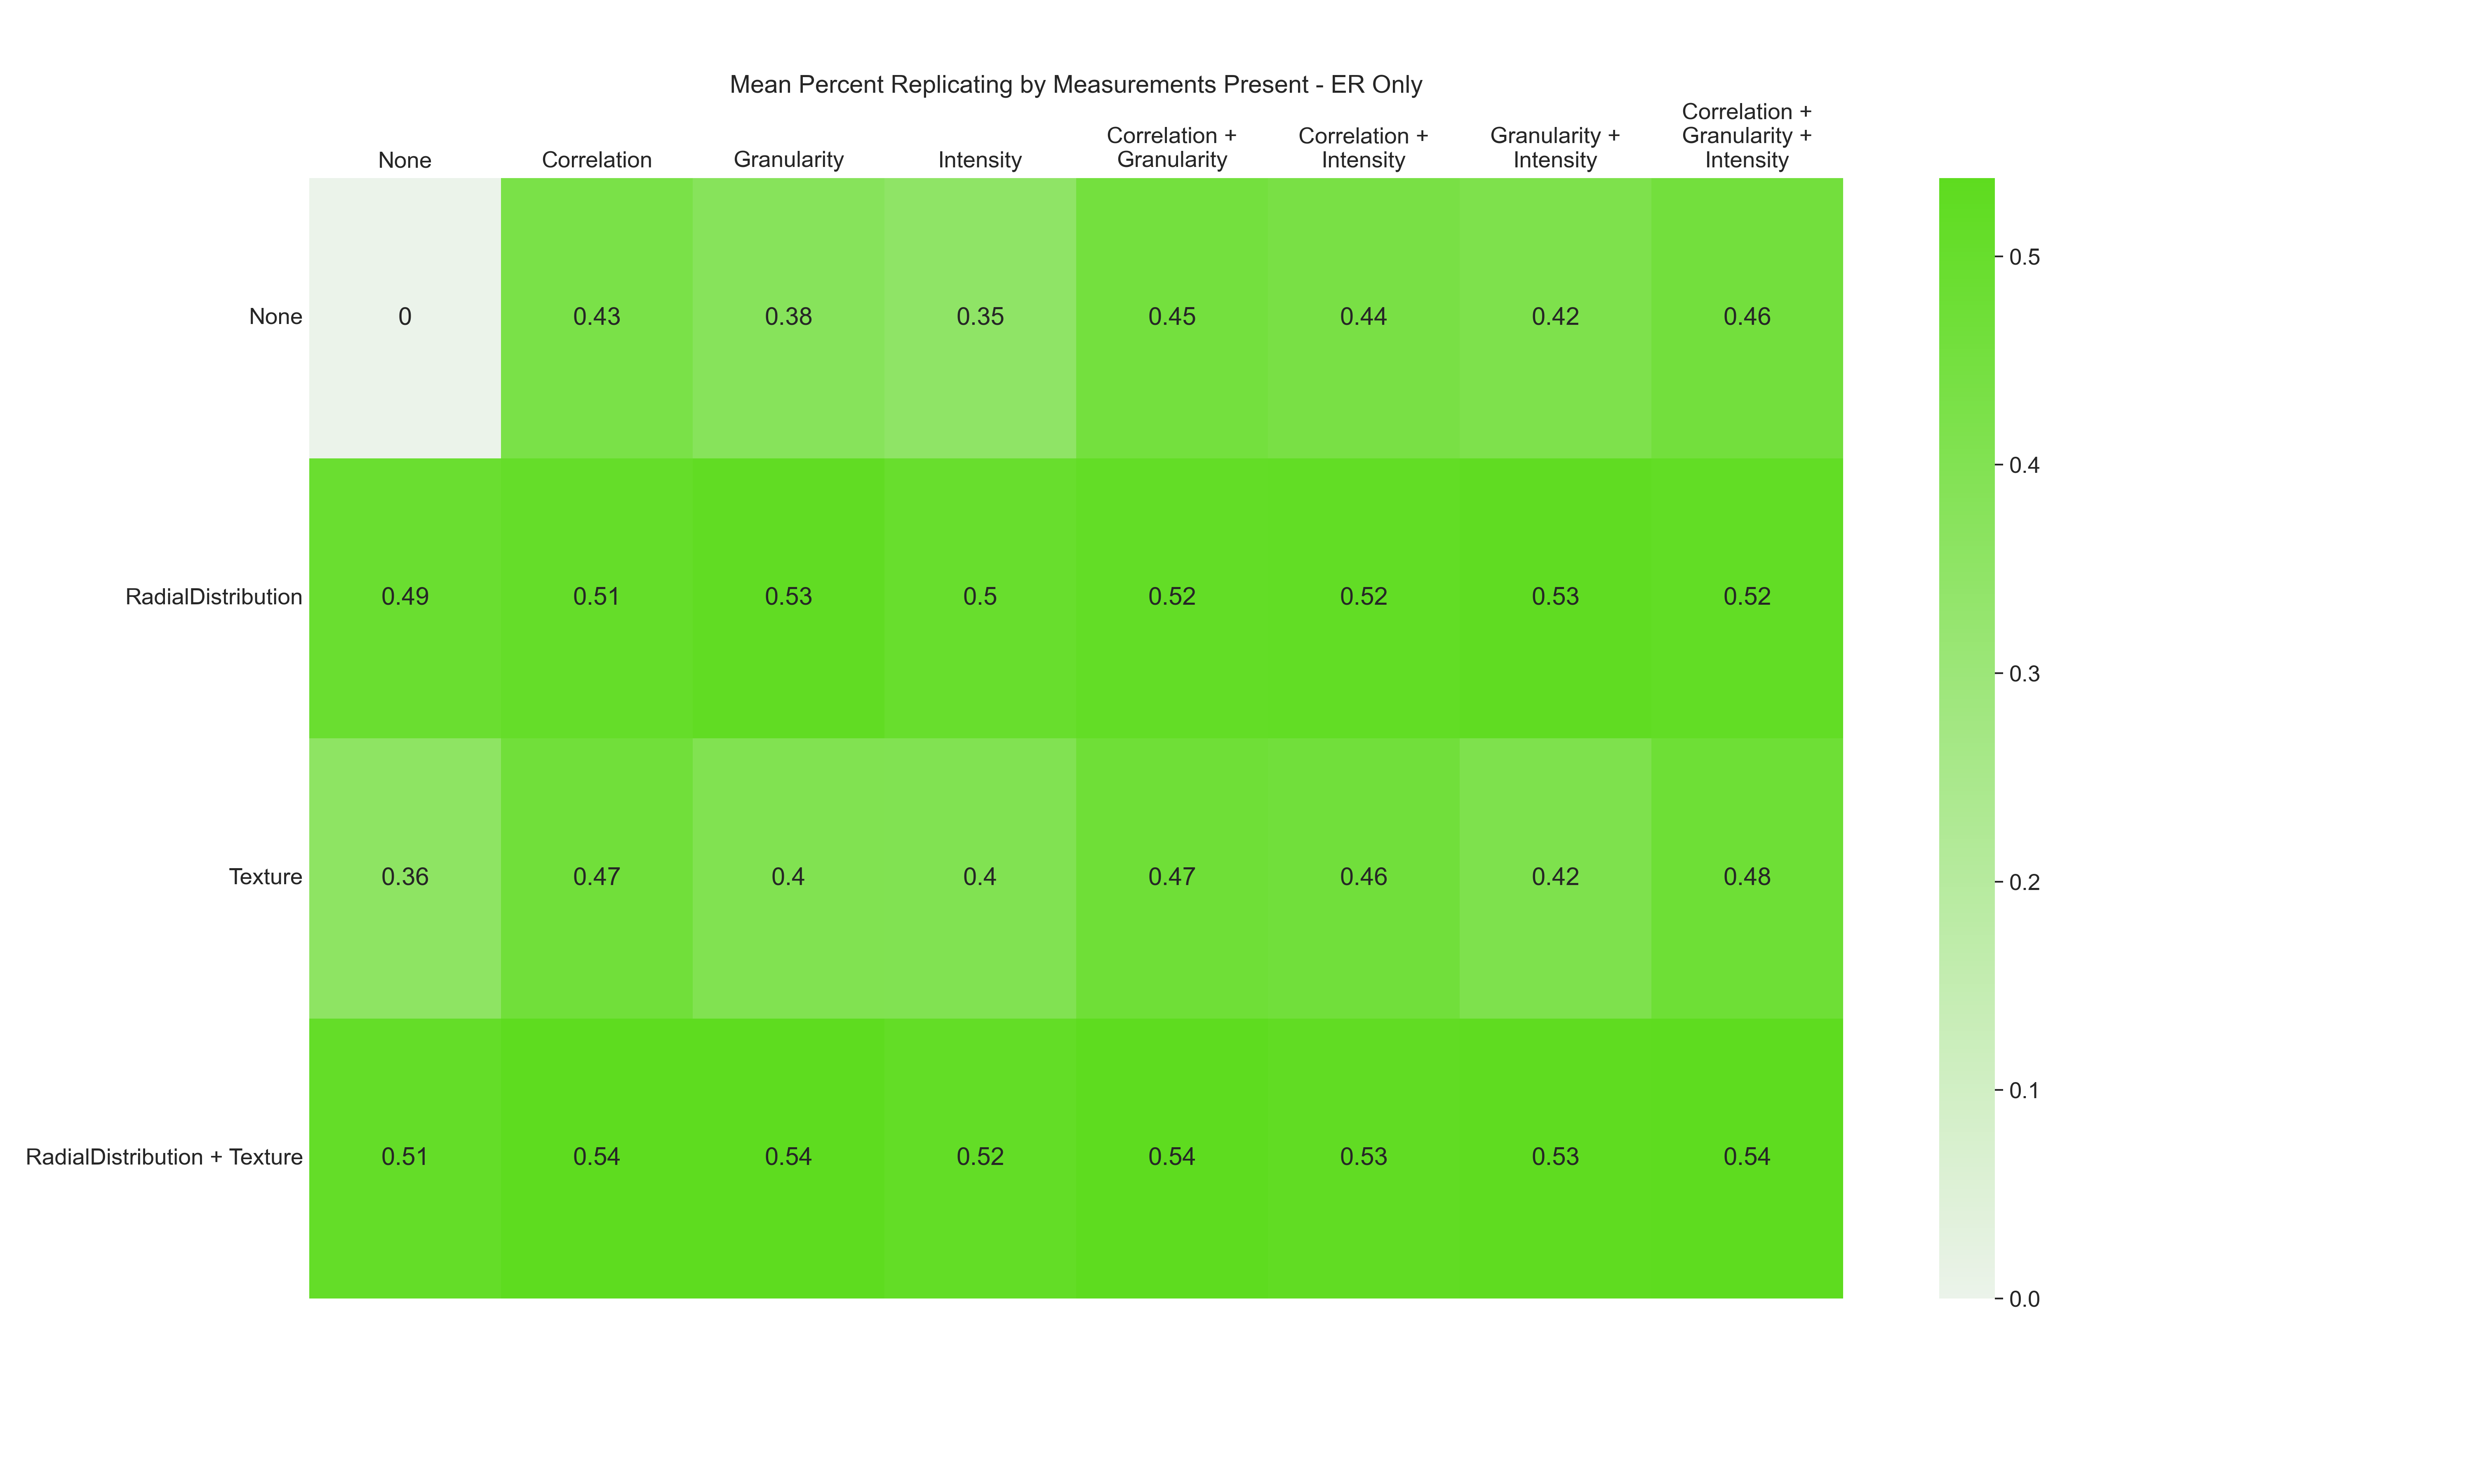 Mean Percent Replicating by Measurements Present - ER Only
None
Correlation
Granularity
Intensity
Correlation +
Granularity
Correlation +
Intensity
Granularity +
Intensity
Correlation +
Granularity +
Intensity
None
0 0.43 0.38 0.35 0.45 0.44 0.42 0.46
RadialDistribution
0.49 0.51 0.53 0.5 0.52 0.52 0.53 0.52
Texture
0.36 0.47 0.4 0.4 0.47 0.46 0.42 0.48
RadialDistribution + Texture
0.51 0.54 0.54 0.52 0.54 0.53 0.53 0.54
0.5
0.4
0.3
0.2
0.1
0.0